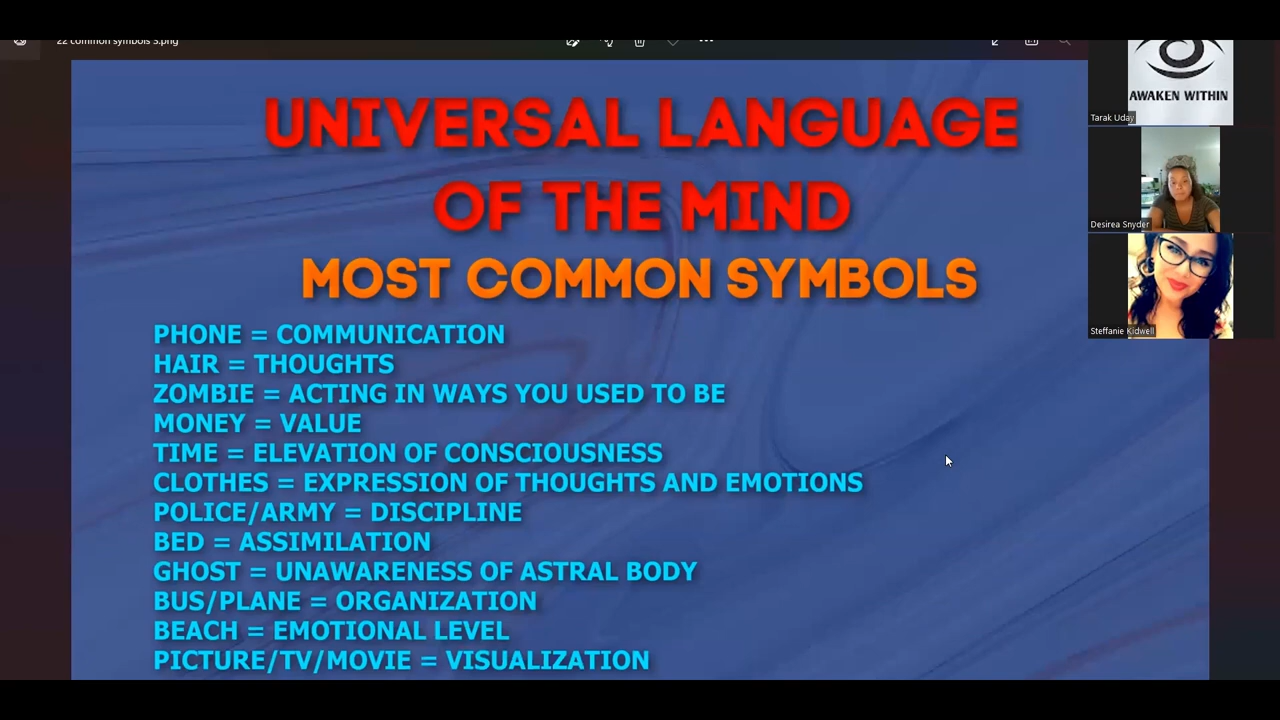 22 common symbols 3.png
UNIVERSAL LANGUAGE
OF THE MIND
MOST COMMON SYMBOLS
PHONE = COMMUNICATION
HAIR = THOUGHTS
ZOMBIE = ACTING IN WAYS YOU USED TO BE
MONEY = VALUE
TIME = ELEVATION OF CONSCIOUSNESS
CLOTHES = EXPRESSION OF THOUGHTS AND EMOTIONS
POLICE/ARMY = DISCIPLINE
BED = ASSIMILATION
GHOST = UNAWARENESS OF ASTRAL BODY
BUS/PLANE = ORGANIZATION
BEACH = EMOTIONAL LEVEL
PICTURE/TV/MOVIE = VISUALIZATION
AWAKEN WITHIN
Tarak Uday
Desirea Snyder
Steffanie Kidwell